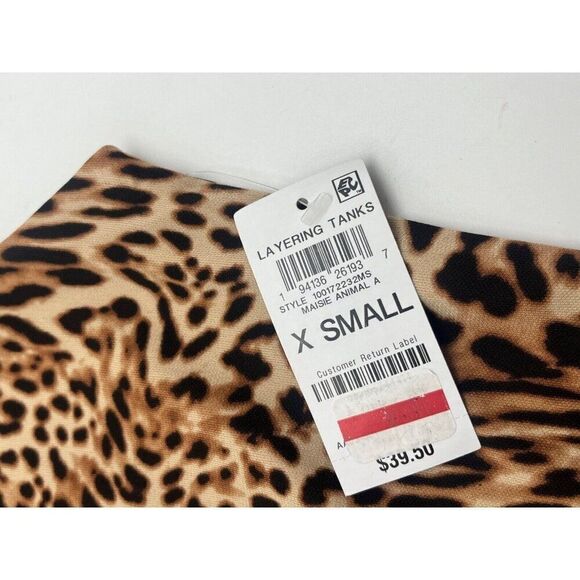 LAYERING TANKS
1 94136 26193 7
STYLE 100172232MS
MAISIE ANIMAL A
X SMALL
Customer Return Label
$39.50